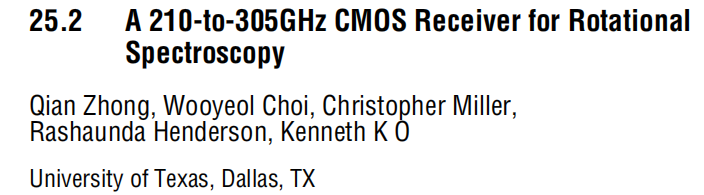 25.2 A 210-to-305GHz CMOS Receiver for Rotational
Spectroscopy
Qian Zhong, Wooyeol Choi, Christopher Miller,
Rashaunda Henderson, Kenneth K O
University of Texas, Dallas, TX